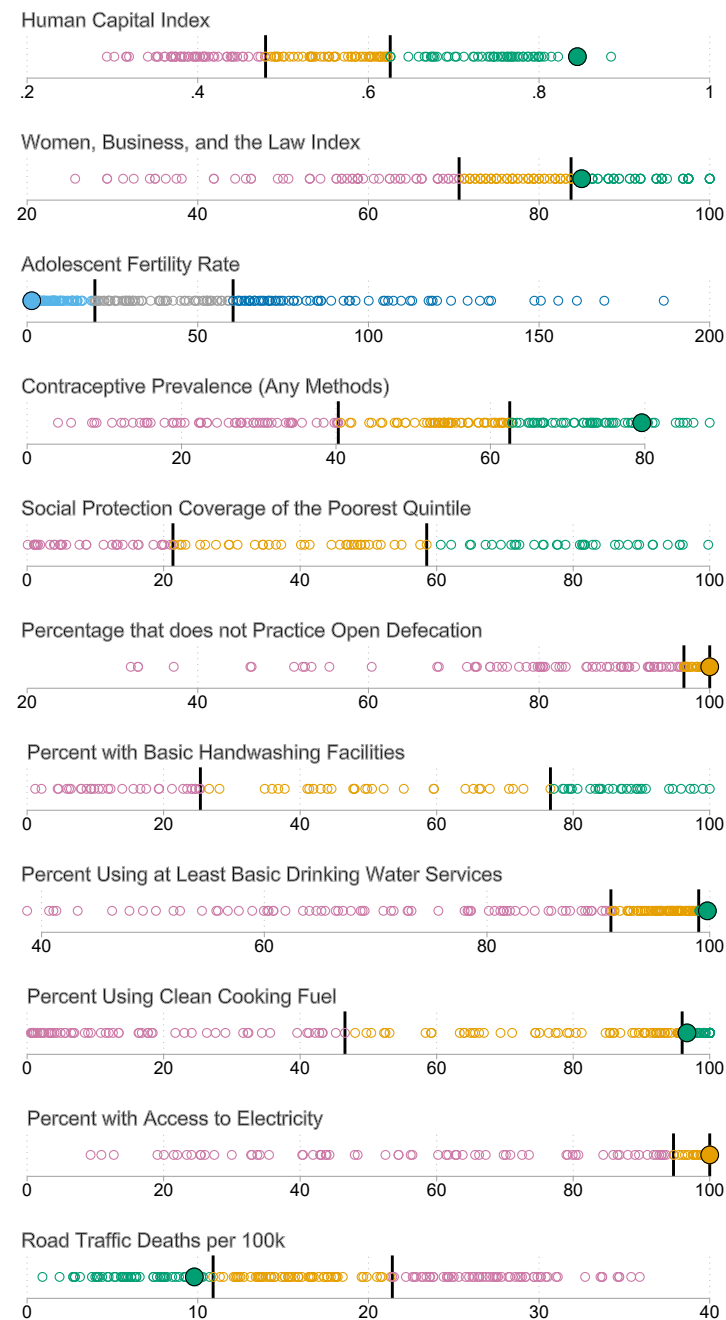 Human Capital Index
.2 .4 .6 .8 1
Women, Business, and the Law Index
20 40 60 80 100
Adolescent Fertility Rate
0 50 100 150 200
Contraceptive Prevalence (Any Methods)
0 20 40 60 80
Social Protection Coverage of the Poorest Quintile
0 20 40 60 80 100
Percentage that does not Practice Open Defecation
20 40 60 80 100
Percent with Basic Handwashing Facilities
0 20 40 60 80 100
Percent Using at Least Basic Drinking Water Services
40 60 80 100
Percent Using Clean Cooking Fuel
0 20 40 60 80 100
Percent with Access to Electricity
0 20 40 60 80 100
Road Traffic Deaths per 100k
0 10 20 30 40